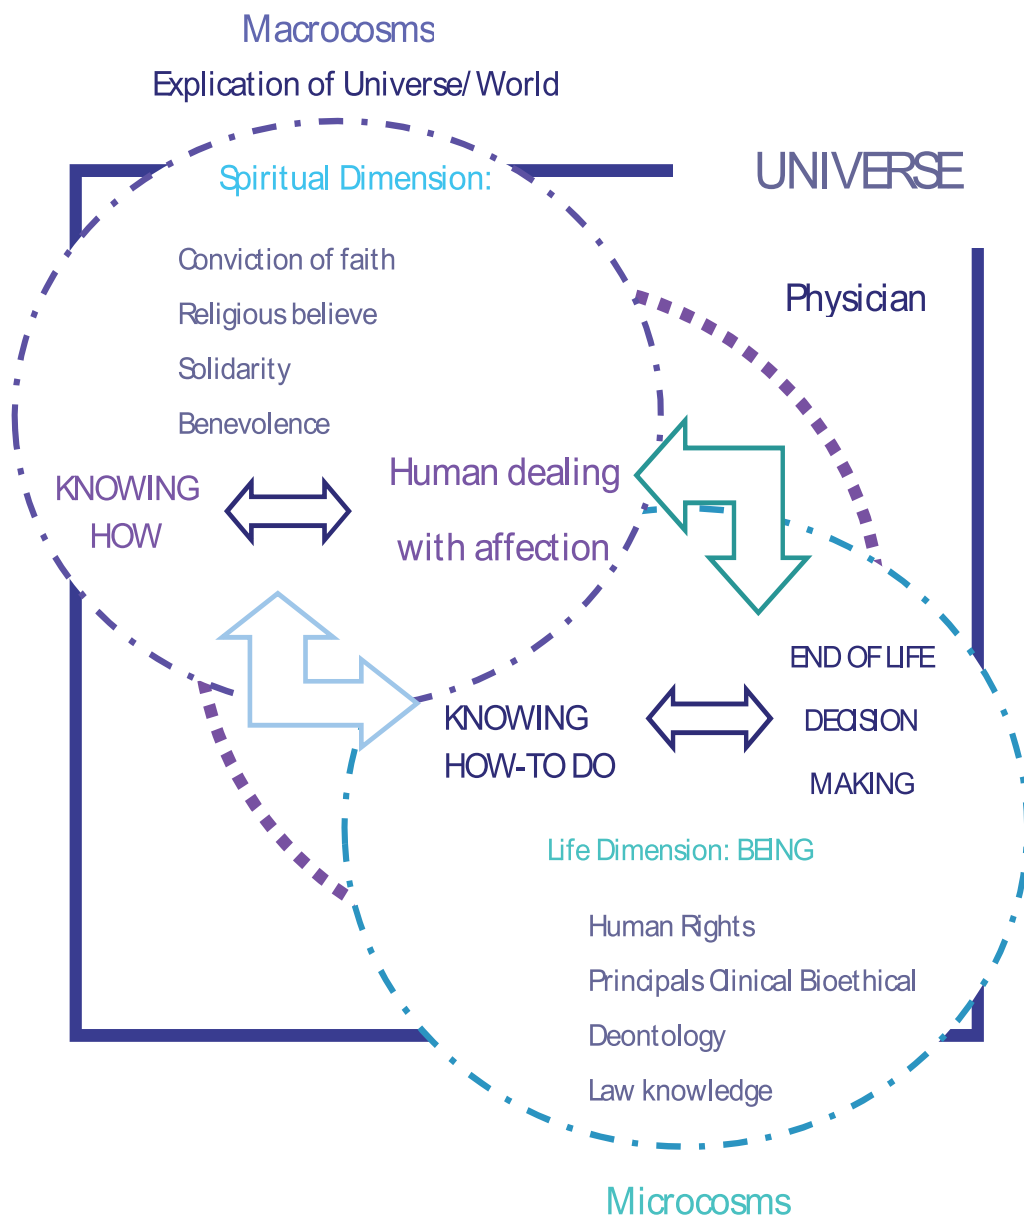 Macrocosms
Explication of Universe/ World
Spiritual Dimension:
UNIVERSE
Conviction of faith
Religious believe
Solidarity
Benevolence
Physician
KNOWING
HOW
Human dealing
with affection
END OF LIFE
DECISION
MAKING
KNOWING
HOW-TO DO
Life Dimension: BEING
Human Rights
Principals Clinical Bioethical
Deontology
Law knowledge
Microcosms